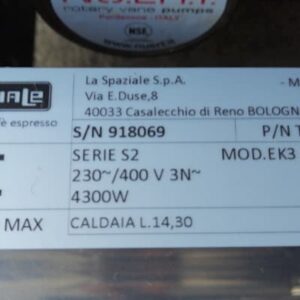 rotary vane pumps
Pordenone - ITALY
NSF
La Spaziale S.p.A. - M
Via E.Duse,8
40033 Casalecchio di Reno BOLOGNA
espresso
S/N 918069 P/N T
SERIE S2 MOD.EK3
230~/400 V 3N~
4300W
MAX CALDAIA L.14,30